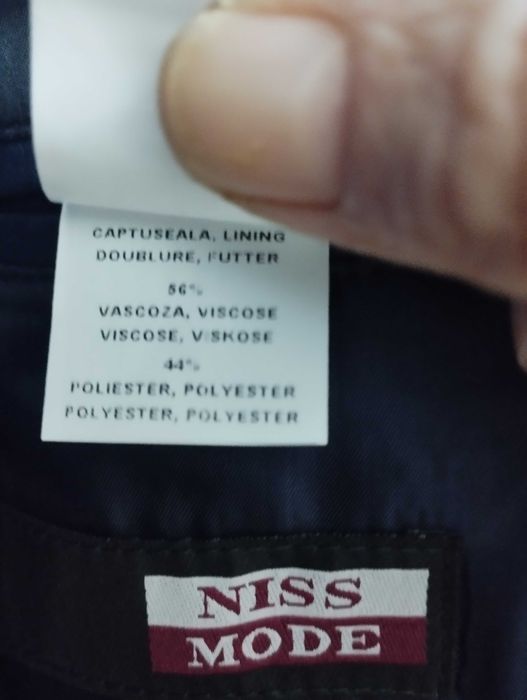 CAPTUSEALA, LINING
DOUBLURE, FUTTER
56%
VASCOZA, VISCOSE
VISCOSE, VISKOSE
44%
POLIESTER, POLYESTER
POLYESTER, POLYESTER
NISS
MODE